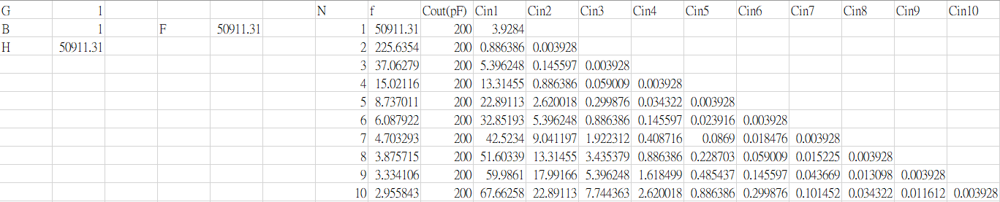 G 1 N f Cout(pF) Cin1 Cin2 Cin3 Cin4 Cin5 Cin6 Cin7 Cin8 Cin9 Cin10
B 1 F 50911.31 1 50911.31 200 3.9284
H 50911.31 2 225.6354 200 0.886386 0.003928
3 37.06279 200 5.396248 0.145597 0.003928
4 15.02116 200 13.31455 0.886386 0.059009 0.003928
5 8.737011 200 22.89113 2.620018 0.299876 0.034322 0.003928
6 6.087922 200 32.85193 5.396248 0.886386 0.145597 0.023916 0.003928
7 4.703293 200 42.5234 9.041197 1.922312 0.408716 0.0869 0.018476 0.003928
8 3.875715 200 51.60339 13.31455 3.435379 0.886386 0.228703 0.059009 0.015225 0.003928
9 3.334106 200 59.9861 17.99166 5.396248 1.618499 0.485437 0.145597 0.043669 0.013098 0.003928
10 2.955843 200 67.66258 22.89113 7.744363 2.620018 0.886386 0.299876 0.101452 0.034322 0.011612 0.003928